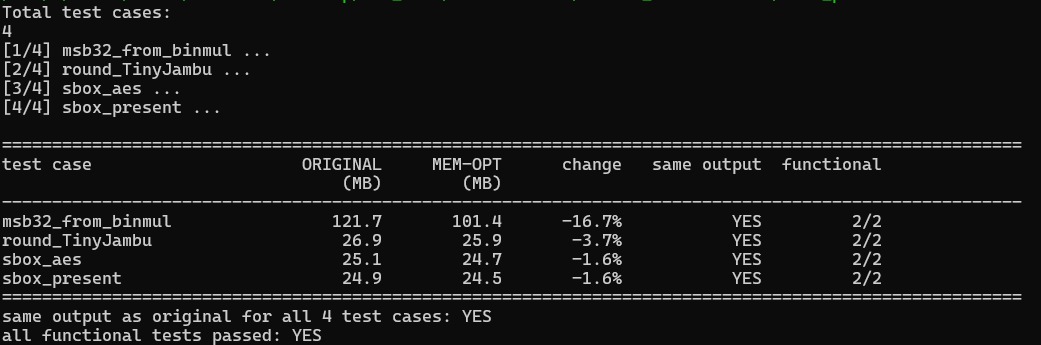 Total test cases:
4
[1/4] msb32_from_binmul ...
[2/4] round_TinyJambu ...
[3/4] sbox_aes ...
[4/4] sbox_present ...
======================================================================================================
test case                     ORIGINAL     MEM-OPT      change   same output  functional
                                  (MB)        (MB)
------------------------------------------------------------------------------------------------------
msb32_from_binmul                121.7       101.4      -16.7%           YES         2/2
round_TinyJambu                   26.9        25.9       -3.7%           YES         2/2
sbox_aes                          25.1        24.7       -1.6%           YES         2/2
sbox_present                      24.9        24.5       -1.6%           YES         2/2
======================================================================================================
same output as original for all 4 test cases: YES
all functional tests passed: YES